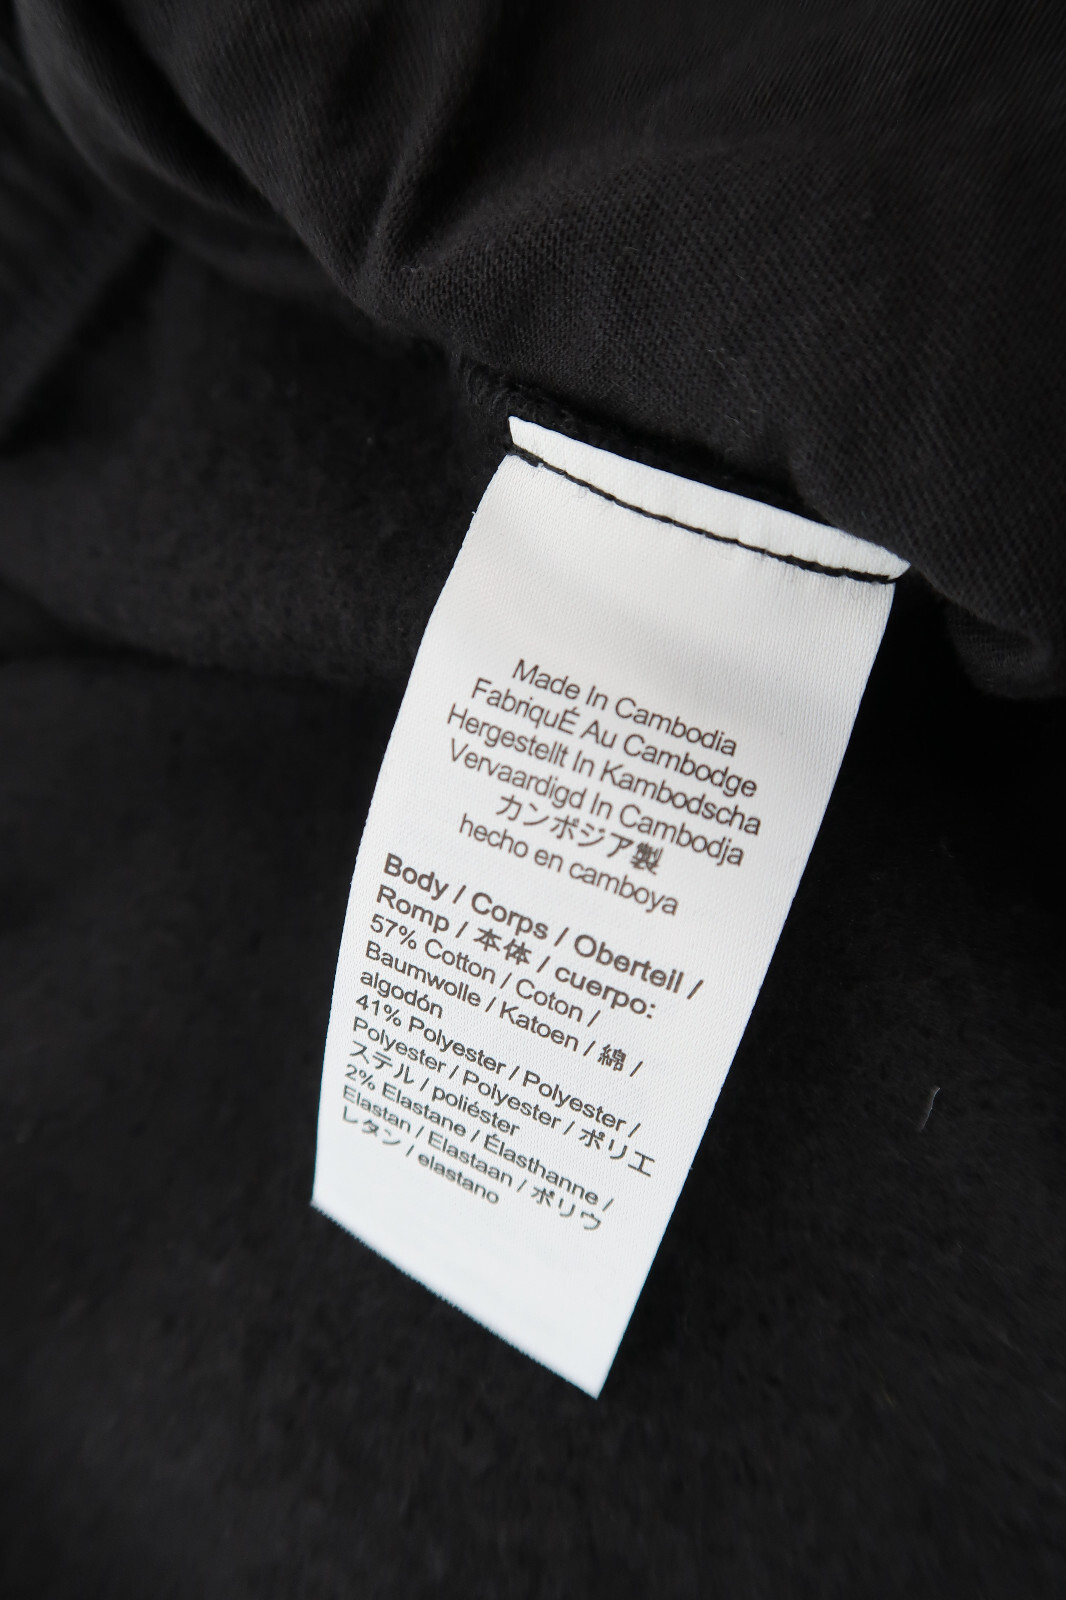 Made In Cambodia
FabriquÉ Au Cambodge
Hergestellt In Kambodscha
Vervaardigd In Cambodja
カンボジア製
hecho en camboya
Body / Corps / Oberteil /
Romp / 本体 / cuerpo:
57% Cotton / Coton /
Baumwolle / Katoen / 綿 /
algodón
41% Polyester / Polyester /
Polyester / Polyester / ポリエ
ステル / poliéster
2% Elastane / Élasthanne /
Elastan / Elastaan / ポリウ
レタン / elastano